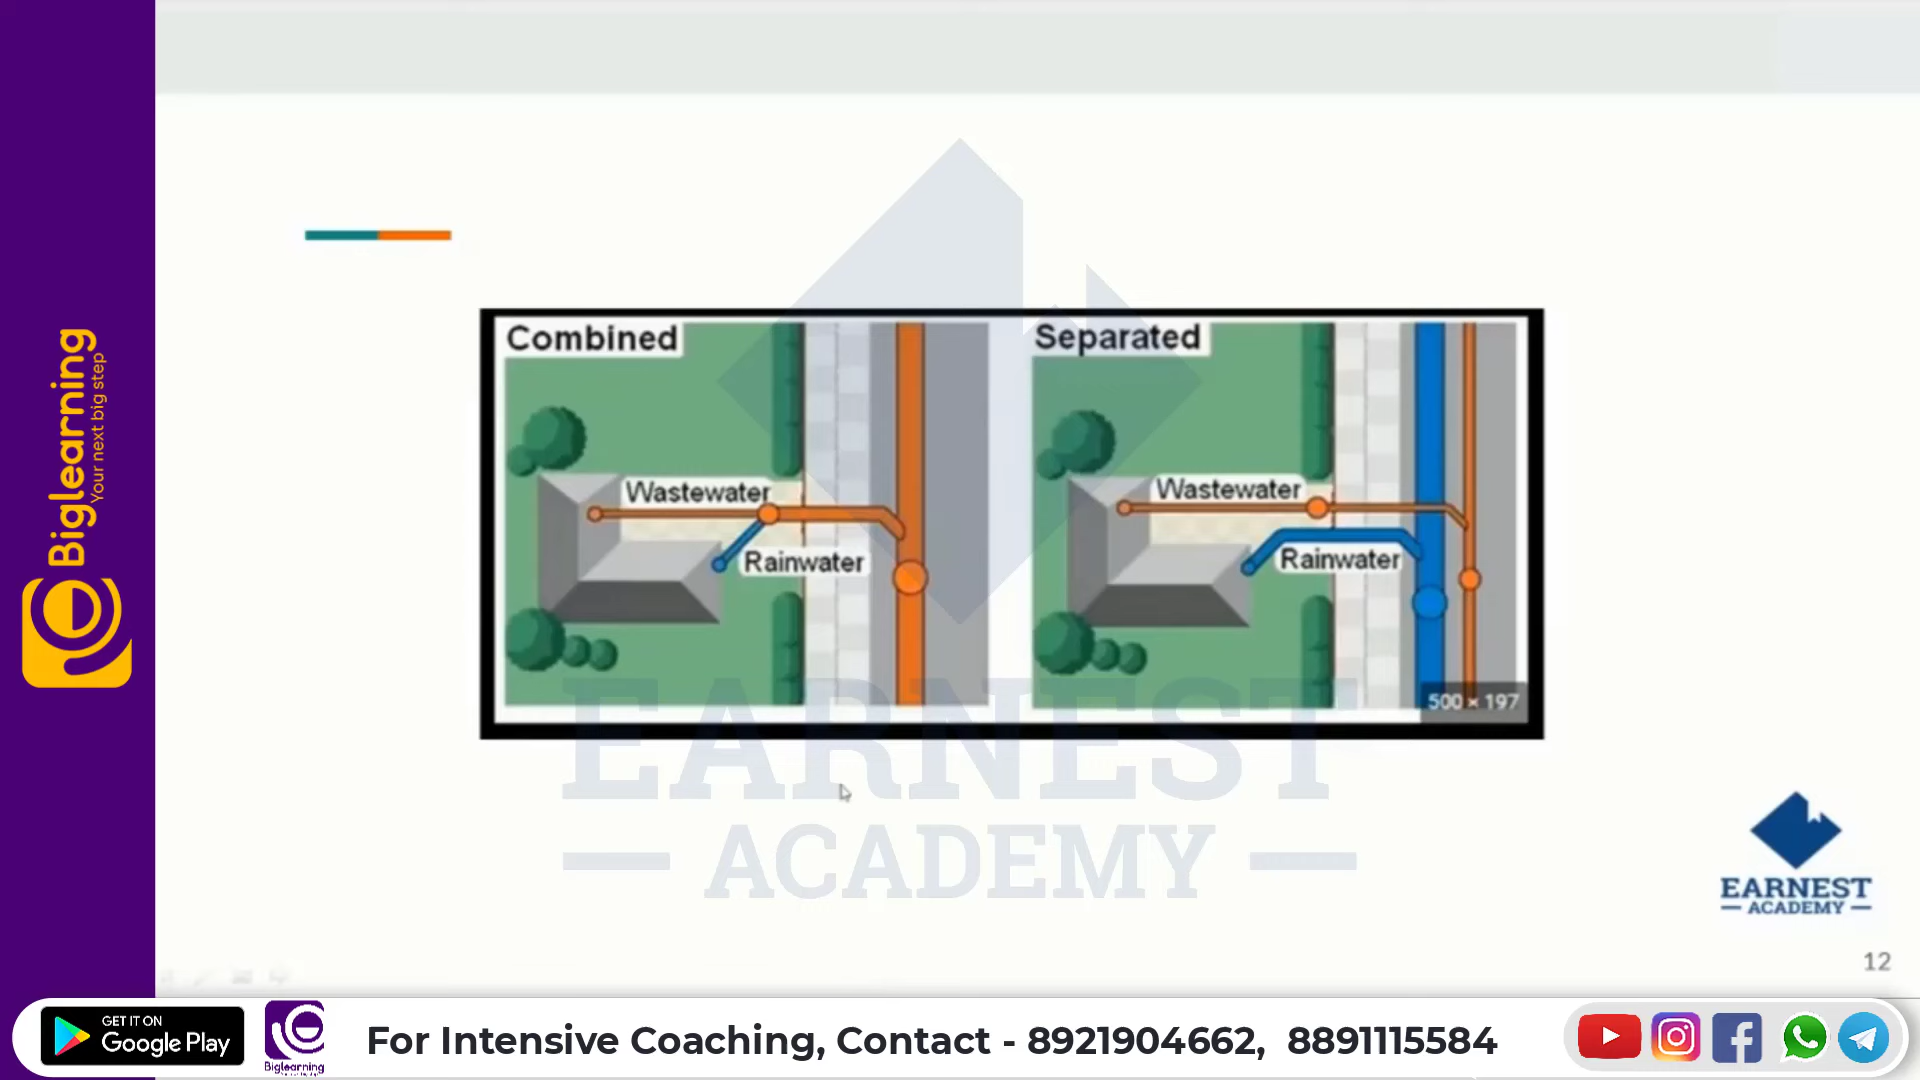 Combined
Separated
Wastewater
Rainwater
Wastewater
Rainwater
500 × 197
EARNEST
ACADEMY
EARNEST
ACADEMY
12
Biglearning
Your next big step
GET IT ON
Google Play
Biglearning
For Intensive Coaching, Contact - 8921904662, 8891115584